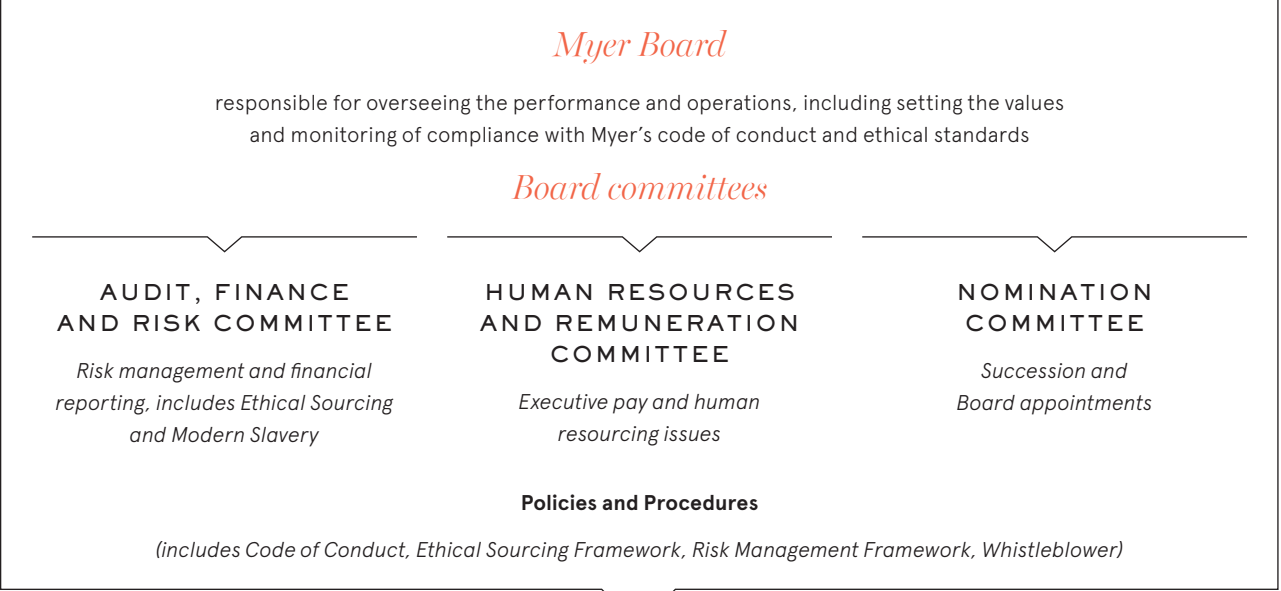 Myer Board
responsible for overseeing the performance and operations, including setting the values
and monitoring of compliance with Myer’s code of conduct and ethical standards
Board committees
AUDIT, FINANCE
AND RISK COMMITTEE
Risk management and financial
reporting, includes Ethical Sourcing
and Modern Slavery
HUMAN RESOURCES
AND REMUNERATION
COMMITTEE
Executive pay and human
resourcing issues
NOMINATION
COMMITTEE
Succession and
Board appointments
Policies and Procedures
(includes Code of Conduct, Ethical Sourcing Framework, Risk Management Framework, Whistleblower)